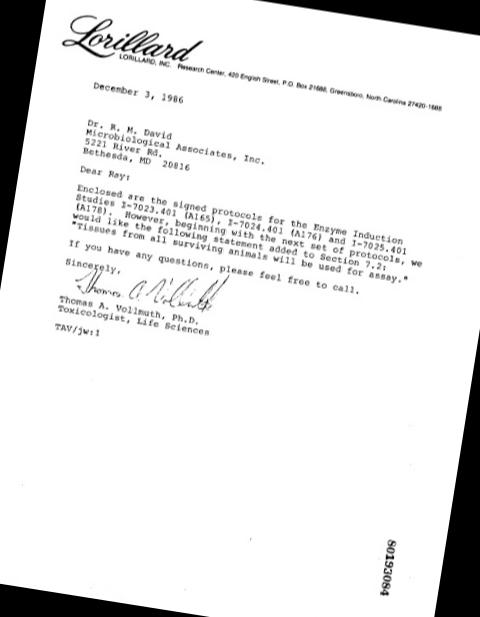 Lorillard
LORILLARD, INC. Research Center, 420 English Street, P.O. Box 21688, Greensboro, North Carolina 27420-1688
December 3, 1986
Dr. R. M. David
Microbiological Associates, Inc.
5221 River Rd.
Bethesda, MD 20816
Dear Ray:
Enclosed are the signed protocols for the Enzyme Induction
Studies I-7023.401 (A165), I-7024.401 (A176) and I-7025.401
(A178). However, beginning with the next set of protocols, we
would like the following statement added to Section 7.2:
"Tissues from all surviving animals will be used for assay."
If you have any questions, please feel free to call.
Sincerely,
Thomas A. Vollmuth
Thomas A. Vollmuth, Ph.D.
Toxicologist, Life Sciences
TAV/jw:1
80193084